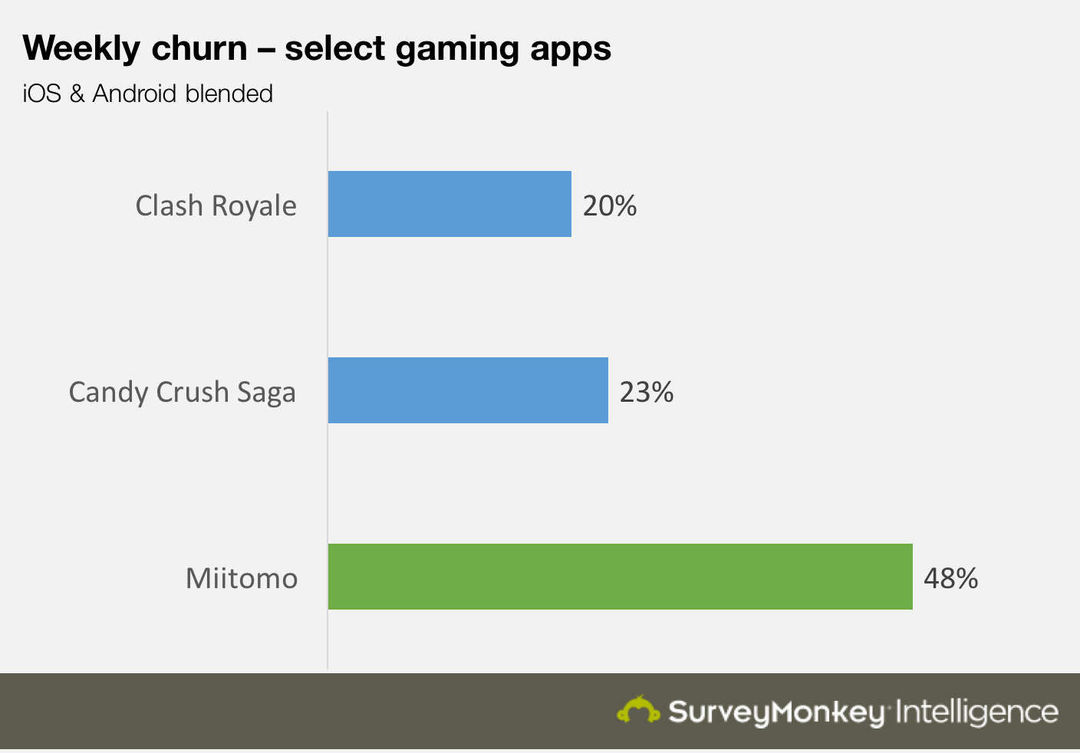 Weekly churn – select gaming apps
iOS & Android blended
Clash Royale 20%
Candy Crush Saga 23%
Miitomo 48%
SurveyMonkey Intelligence